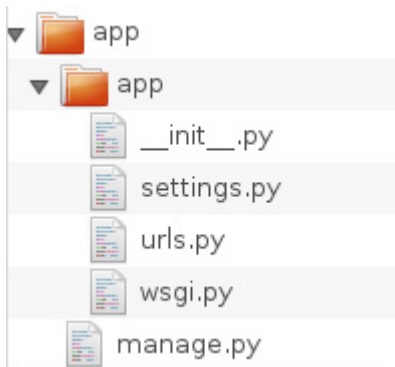 app
app
__init__.py
settings.py
urls.py
wsgi.py
manage.py